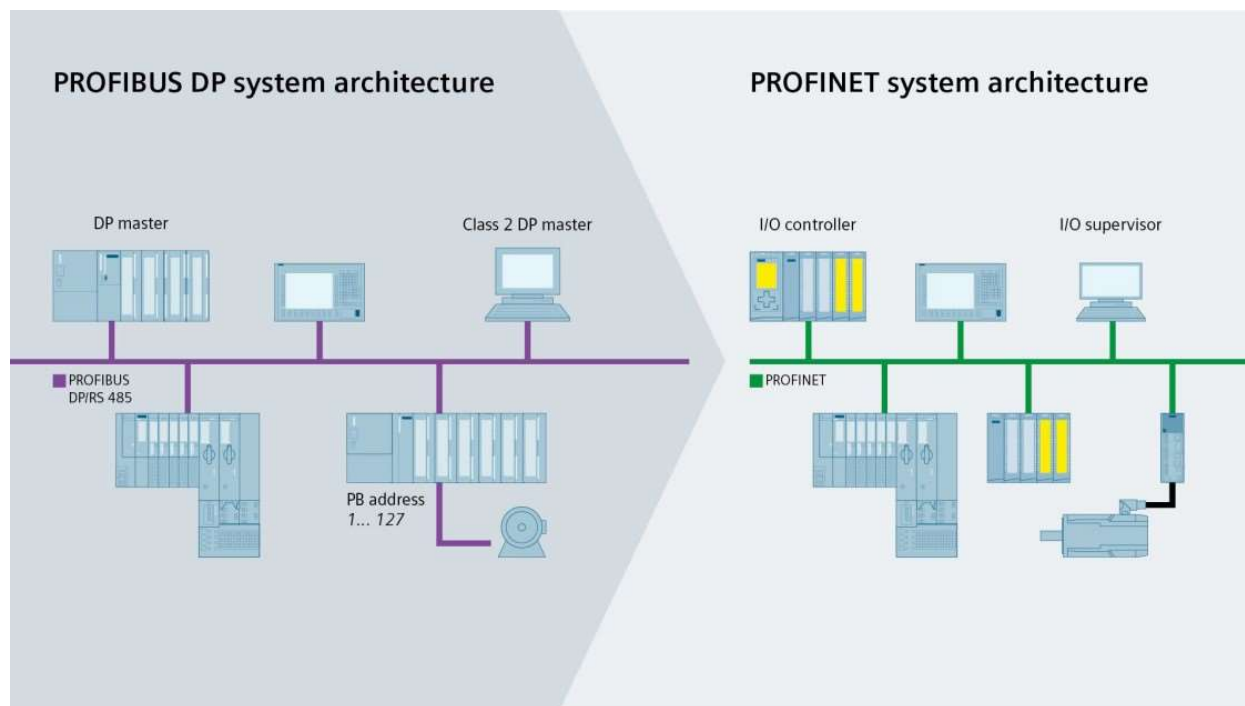 PROFIBUS DP system architecture
PROFINET system architecture
DP master
Class 2 DP master
I/O controller
I/O supervisor
PROFIBUS
DP/RS 485
PROFINET
PB address
1... 127